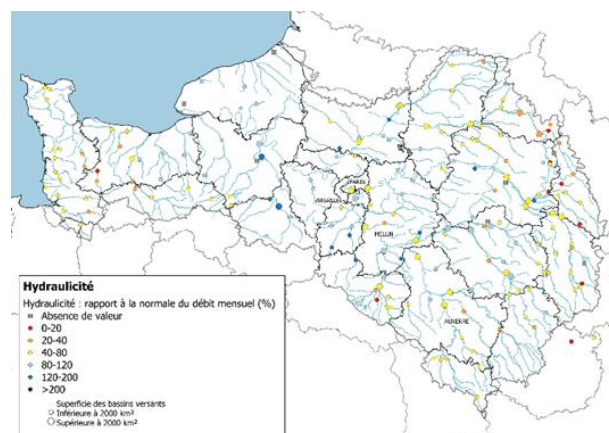 PARIS
VERSAILLES
MELUN
AUXERRE
Hydraulicité
Hydraulicité : rapport à la normale du débit mensuel (%)
Absence de valeur
0-20
20-40
40-80
80-120
120-200
>200
Superficie des bassins versants
Inférieure à 2000 km²
Supérieure à 2000 km²